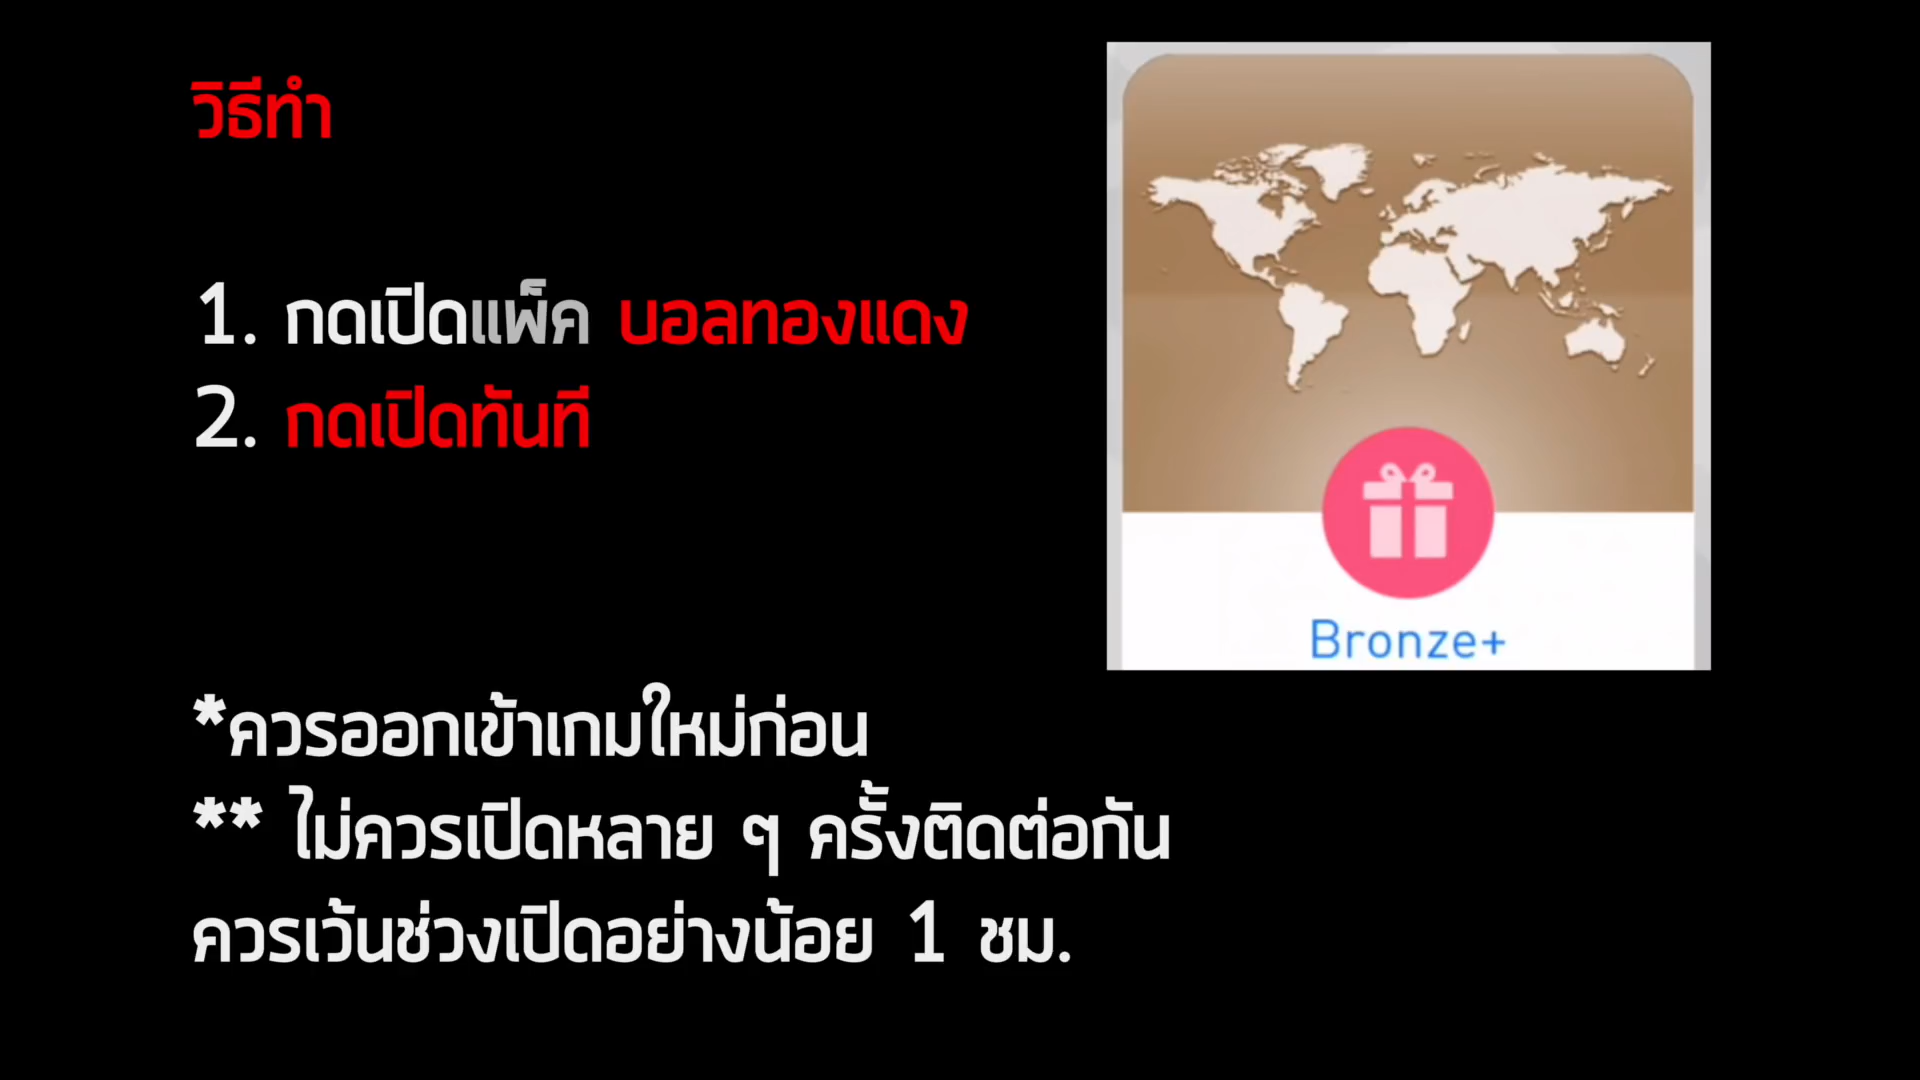 วิธีทำ
1. กดเปิดแพ็ค บอลทองแดง
2. กดเปิดทันที
Bronze+
*ควรออกเข้าเกมใหม่ก่อน
** ไม่ควรเปิดหลาย ๆ ครั้งติดต่อกัน
ควรเว้นช่วงเปิดอย่างน้อย 1 ชม.